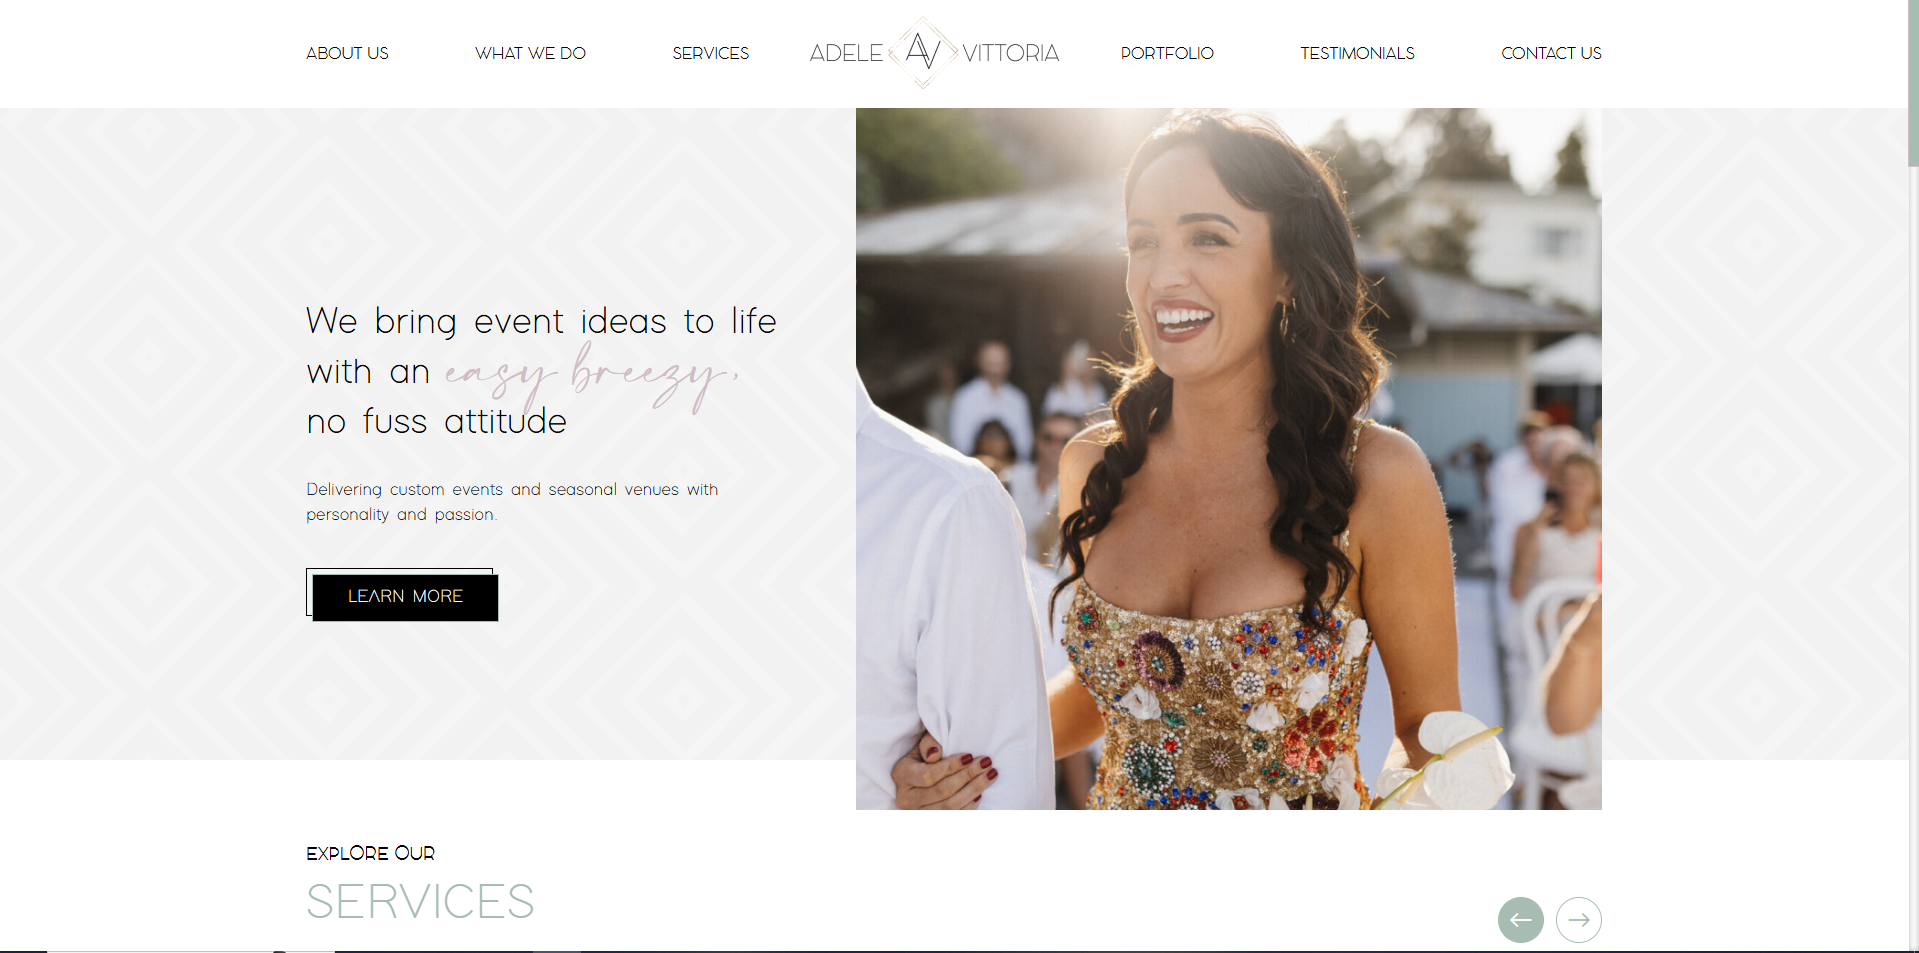 ABOUT US
WHAT WE DO
SERVICES
ADELE AV VITTORIA
PORTFOLIO
TESTIMONIALS
CONTACT US
We bring event ideas to life
with an easy breezy,
no fuss attitude
Delivering custom events and seasonal venues with
personality and passion.
LEARN MORE
EXPLORE OUR
SERVICES